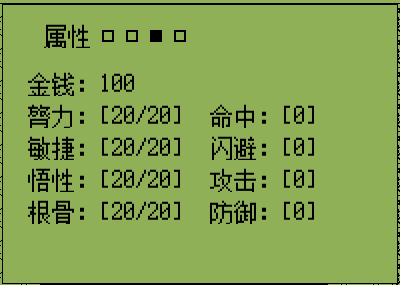 属性 □ □ ■ □
金钱: 100
膂力: [20/20] 命中: [0]
敏捷: [20/20] 闪避: [0]
悟性: [20/20] 攻击: [0]
根骨: [20/20] 防御: [0]